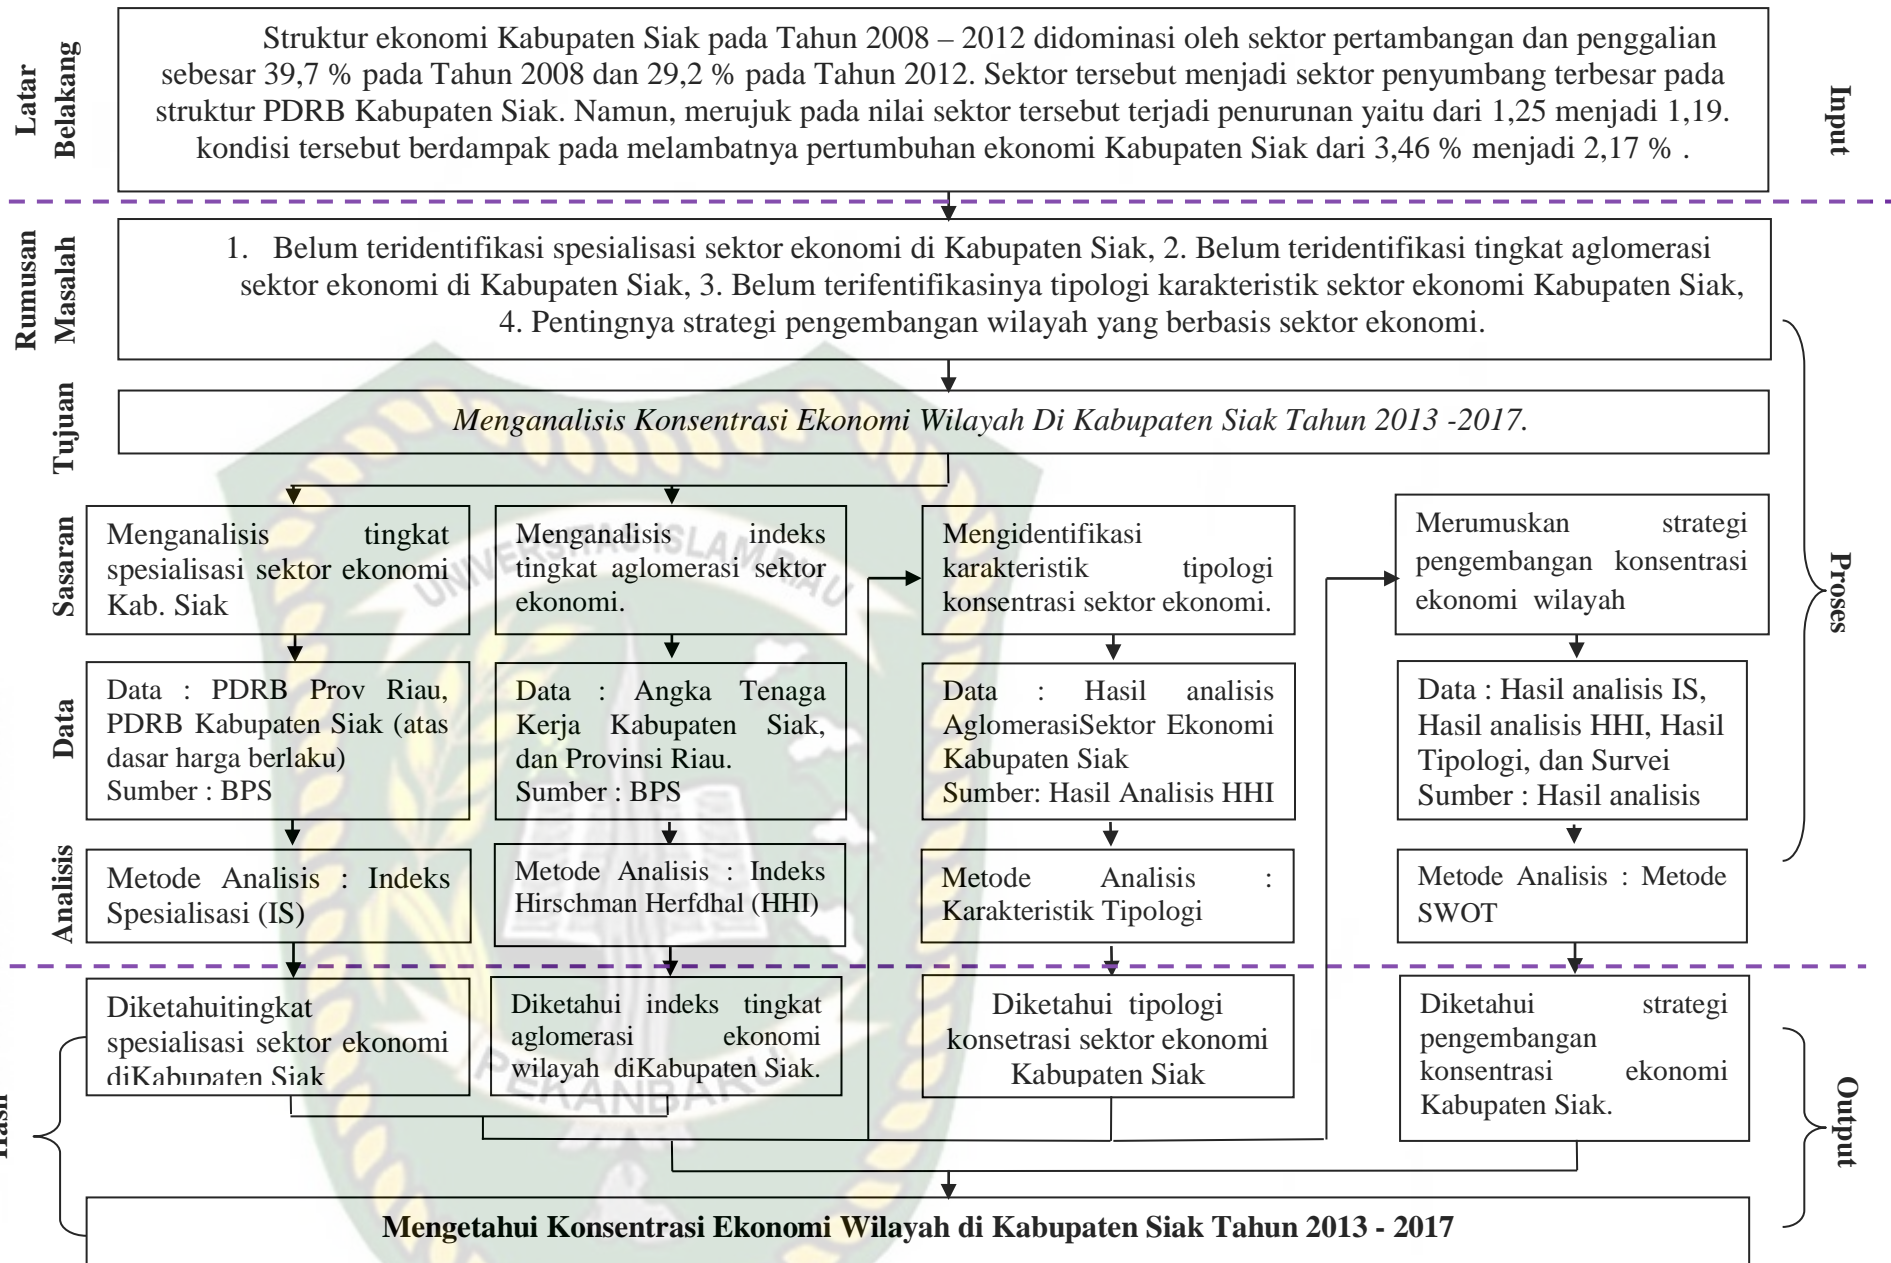 Latar
Belakang
Struktur ekonomi Kabupaten Siak pada Tahun 2008 – 2012 didominasi oleh sektor pertambangan dan penggalian
sebesar 39,7 % pada Tahun 2008 dan 29,2 % pada Tahun 2012. Sektor tersebut menjadi sektor penyumbang terbesar pada
struktur PDRB Kabupaten Siak. Namun, merujuk pada nilai sektor tersebut terjadi penurunan yaitu dari 1,25 menjadi 1,19.
kondisi tersebut berdampak pada melambatnya pertumbuhan ekonomi Kabupaten Siak dari 3,46 % menjadi 2,17 % .
Input
Rumusan
Masalah
1. Belum teridentifikasi spesialisasi sektor ekonomi di Kabupaten Siak, 2. Belum teridentifikasi tingkat aglomerasi
sektor ekonomi di Kabupaten Siak, 3. Belum terifentifikasinya tipologi karakteristik sektor ekonomi Kabupaten Siak,
4. Pentingnya strategi pengembangan wilayah yang berbasis sektor ekonomi.
Tujuan
Menganalisis Konsentrasi Ekonomi Wilayah Di Kabupaten Siak Tahun 2013 -2017.
Sasaran
Menganalisis tingkat
spesialisasi sektor ekonomi
Kab. Siak
Menganalisis indeks
tingkat aglomerasi sektor
ekonomi.
Mengidentifikasi
karakteristik tipologi
konsentrasi sektor ekonomi.
Merumuskan strategi
pengembangan konsentrasi
ekonomi wilayah
Proses
UNIVERSITAS ISLAM RIAU
Data
Data : PDRB Prov Riau,
PDRB Kabupaten Siak (atas
dasar harga berlaku)
Sumber : BPS
Data : Angka Tenaga
Kerja Kabupaten Siak,
dan Provinsi Riau.
Sumber : BPS
Data : Hasil analisis
AglomerasiSektor Ekonomi
Kabupaten Siak
Sumber: Hasil Analisis HHI
Data : Hasil analisis IS,
Hasil analisis HHI, Hasil
Tipologi, dan Survei
Sumber : Hasil analisis
Analisis
Metode Analisis : Indeks
Spesialisasi (IS)
Metode Analisis : Indeks
Hirschman Herfdhal (HHI)
Metode Analisis :
Karakteristik Tipologi
Metode Analisis : Metode
SWOT
Hasil
Diketahuitingkat
spesialisasi sektor ekonomi
diKabupaten Siak
Diketahui indeks tingkat
aglomerasi ekonomi
wilayah diKabupaten Siak.
Diketahui tipologi
konsetrasi sektor ekonomi
Kabupaten Siak
Diketahui strategi
pengembangan
konsentrasi ekonomi
Kabupaten Siak.
Output
PEKANBARU
Mengetahui Konsentrasi Ekonomi Wilayah di Kabupaten Siak Tahun 2013 - 2017